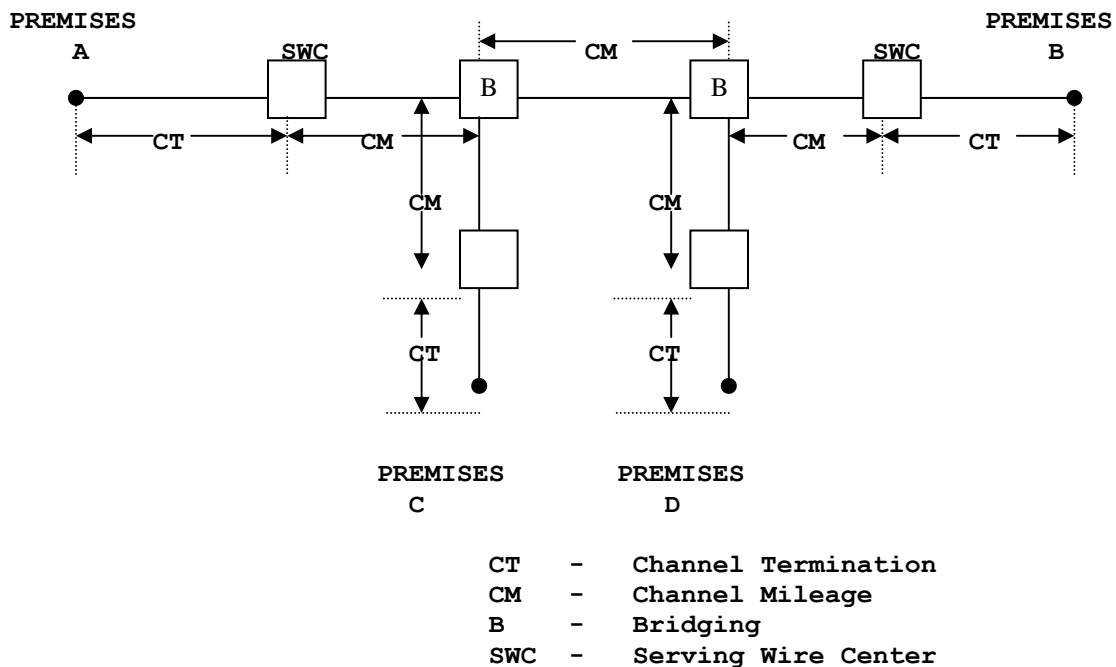 PREMISES PREMISES
A B
SWC CM SWC
B B
CT CM CM CT
CM CM
CT CT
PREMISES PREMISES
C D
CT - Channel Termination
CM - Channel Mileage
B - Bridging
SWC - Serving Wire Center